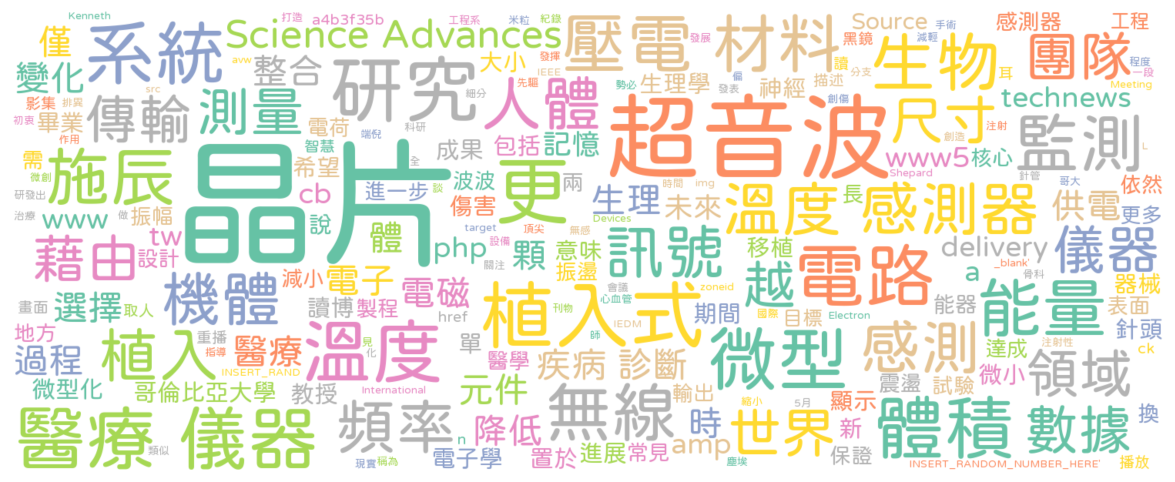 Kenneth 打造 a4b3f35b 工程系 米粒 紀錄 手術 感測器 工程
系統 Science Advances 壓電 材料 Source 黑鏡 減輕 生物 團隊 程度
僅 avw 大小 發揮 發展 讀 分支 耳 一段
變化 src 整合 研究 細分 先驅 IEEE 人體 生理學 偏 神經 描述 Meeting
影集 排異 傳輸 測量 勢必 發表 創傷 尺寸 technews
初衷 畢業 電荷 科研 包括 記憶 超音波 創造 注射 監測
作用 智慧 端倪 成果 www5 核心 L
需 施辰 晶片 希望 全 更 兩 Shepard 針管 依然
微創 cb 進一步 談 波波 生理 時間 img 長 哥大
研發出 www 振幅 說 傷害 未來 溫度 感測器 供電 更多
治療 做 tw 體 target 頂尖 Devices 移植 _blank'
藉由 設計 php 設備 顆 意味 訊號 越 電路 delivery a 儀器
機體 減小 電子 關注 振盪 煽感 骨科 器械
畫面 取人 選擇 讀博 製程 電磁 href 植入式 會議 心血管 zoneid 期間 能器 能量 表面
地方 重播 單 刊物 IEDM 國際 目標 Electron 針頭
過程 植入 指導 醫療 溫度 見 化 醫學 師 微型 感測 達成 注射性 ck
INSERT_RAND 疾病 診斷 震盪 試驗 微小 領域
微型化 哥倫比亞大學 教授 International 元件 輸出 縮小 5月 顯示 換
醫療 儀器 頻率 降低 無線 時 世界 新 體積 數據
類似 現實 稱為 n 電子學 置於 進展 常見 amp 塵埃 保證 INSERT_RANDOM_NUMBER_HERE' 播放